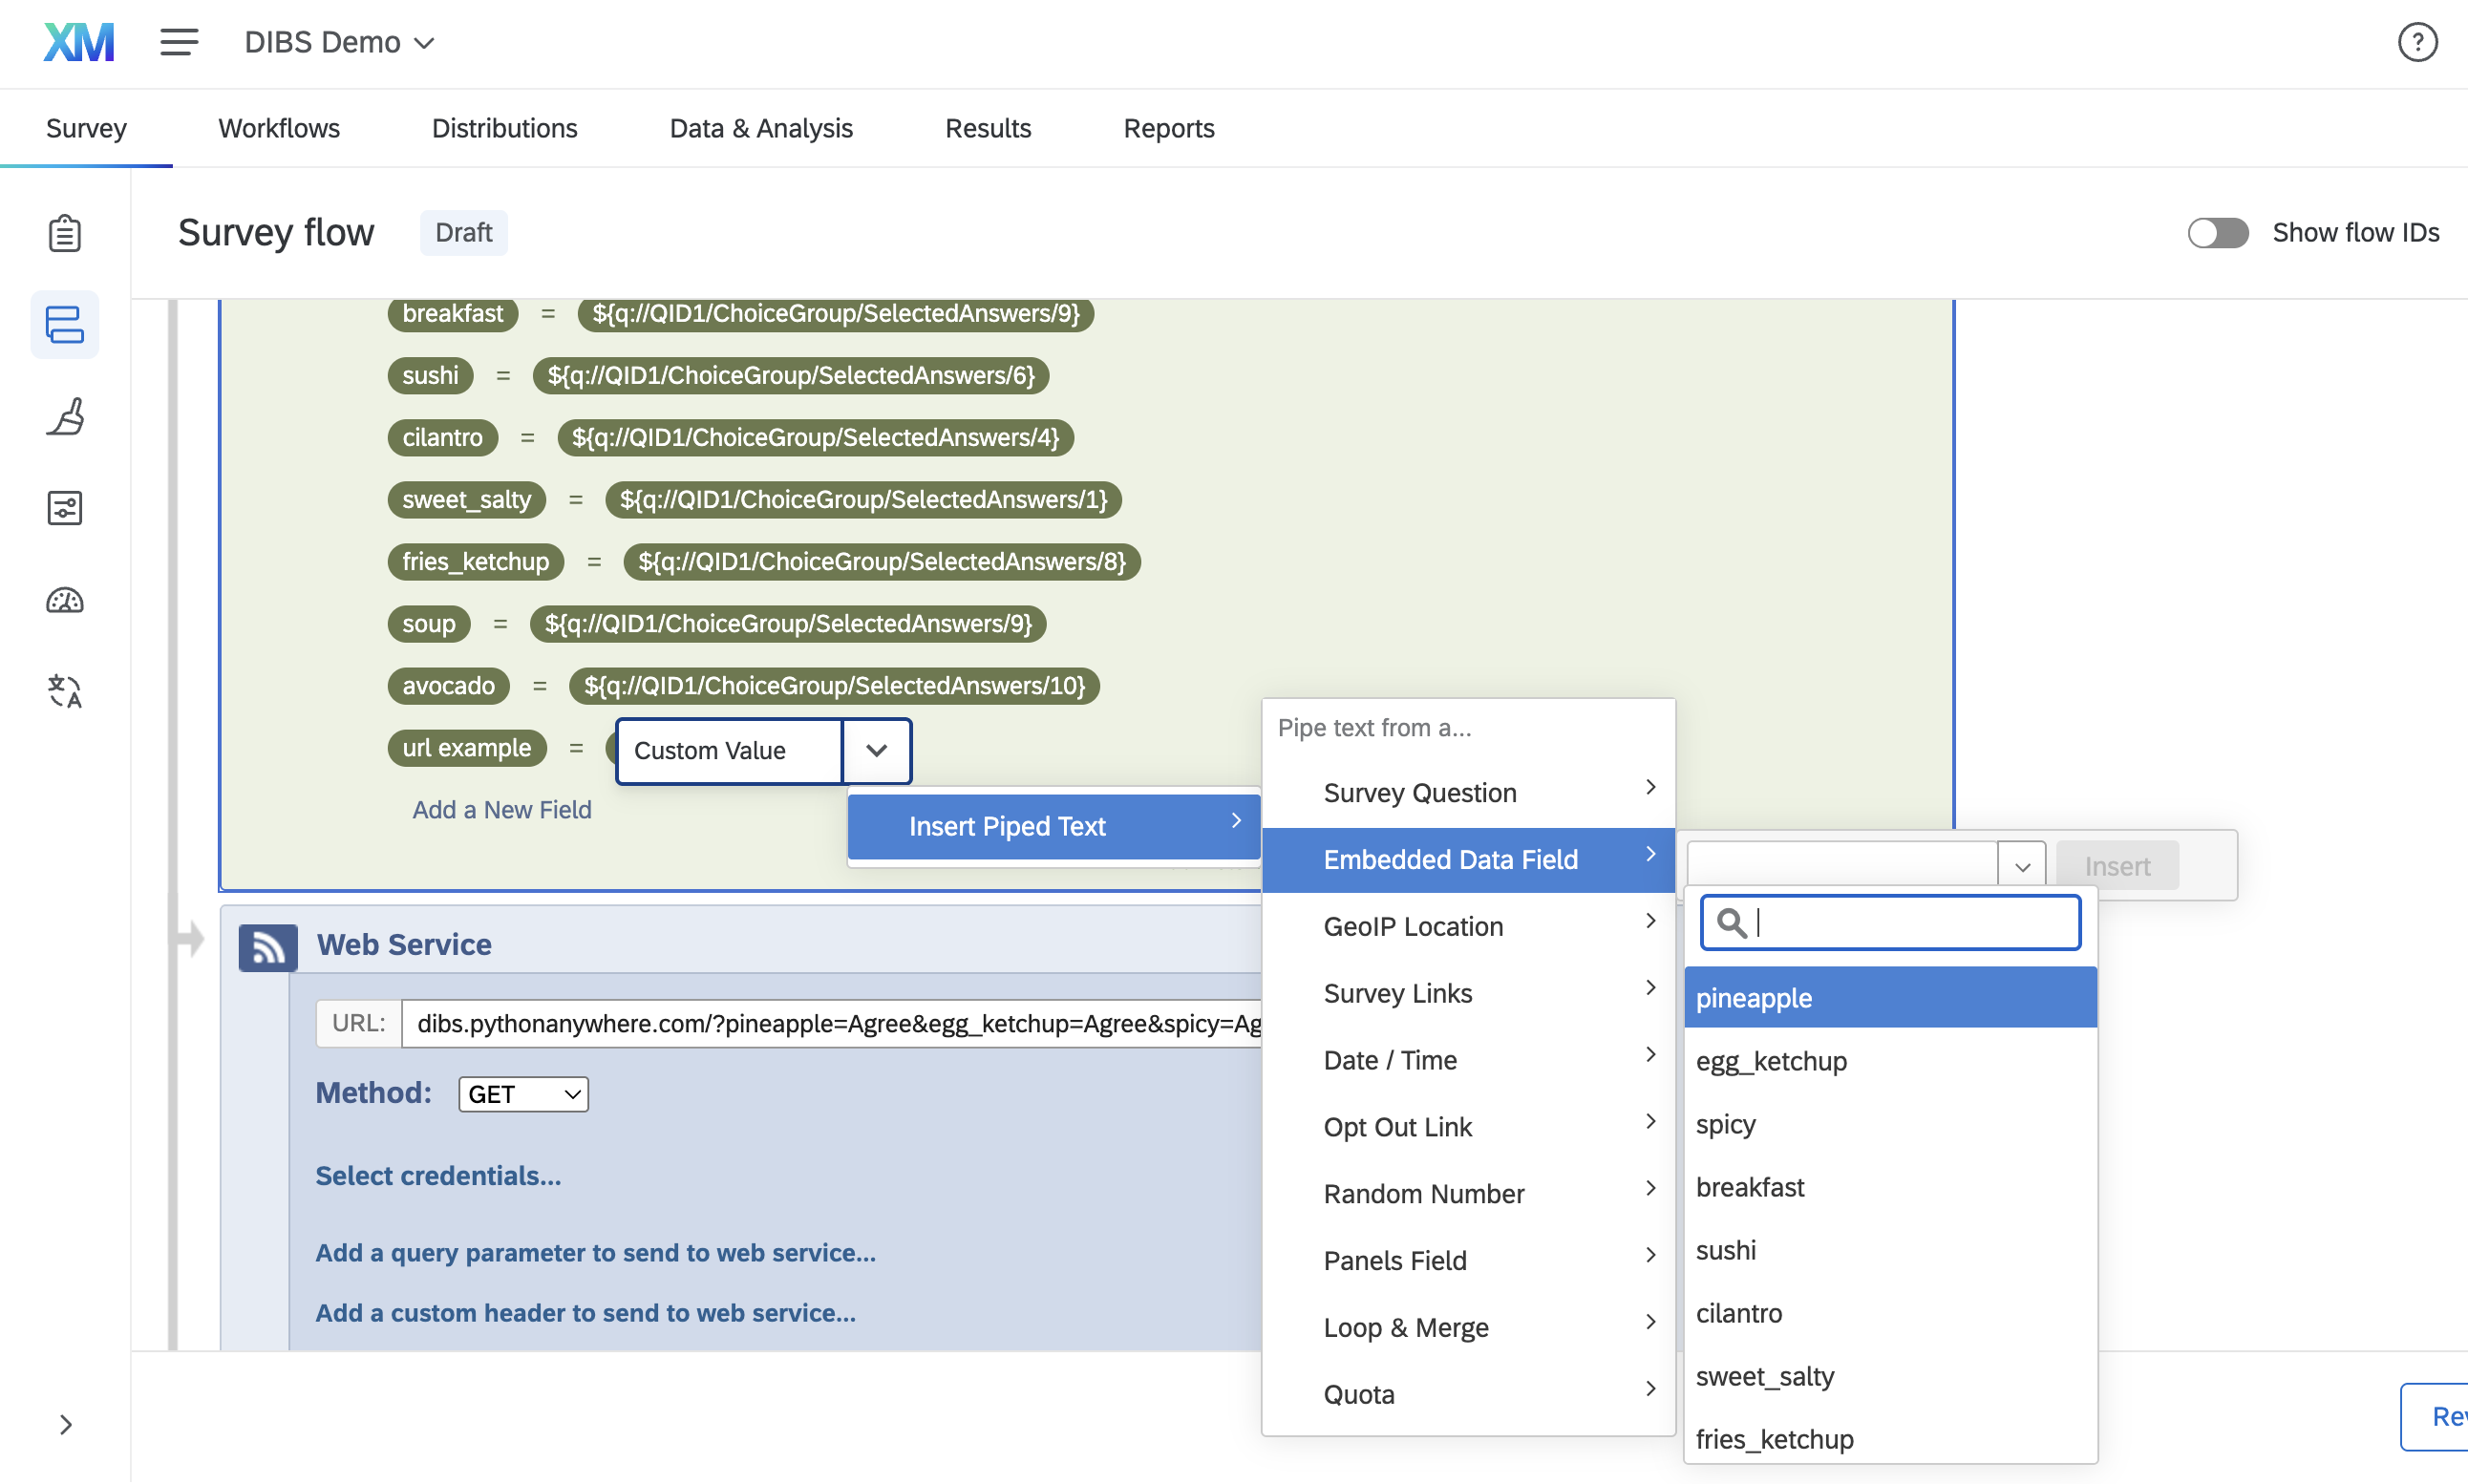 XM
DIBS Demo
?
Survey
Workflows
Distributions
Data & Analysis
Results
Reports
Survey flow
Draft
Show flow IDs
breakfast = ${q://QID1/ChoiceGroup/SelectedAnswers/9}
sushi = ${q://QID1/ChoiceGroup/SelectedAnswers/6}
cilantro = ${q://QID1/ChoiceGroup/SelectedAnswers/4}
sweet_salty = ${q://QID1/ChoiceGroup/SelectedAnswers/1}
fries_ketchup = ${q://QID1/ChoiceGroup/SelectedAnswers/8}
soup = ${q://QID1/ChoiceGroup/SelectedAnswers/9}
avocado = ${q://QID1/ChoiceGroup/SelectedAnswers/10}
url example = Custom Value
Add a New Field
Insert Piped Text
Pipe text from a...
Survey Question
Embedded Data Field
GeoIP Location
Survey Links
Date / Time
Opt Out Link
Random Number
Panels Field
Loop & Merge
Quota
Insert
pineapple
egg_ketchup
spicy
breakfast
sushi
cilantro
sweet_salty
fries_ketchup
Web Service
URL: dibs.pythonanywhere.com/?pineapple=Agree&egg_ketchup=Agree&spicy=Ag
Method: GET
Select credentials...
Add a query parameter to send to web service...
Add a custom header to send to web service...
Rev